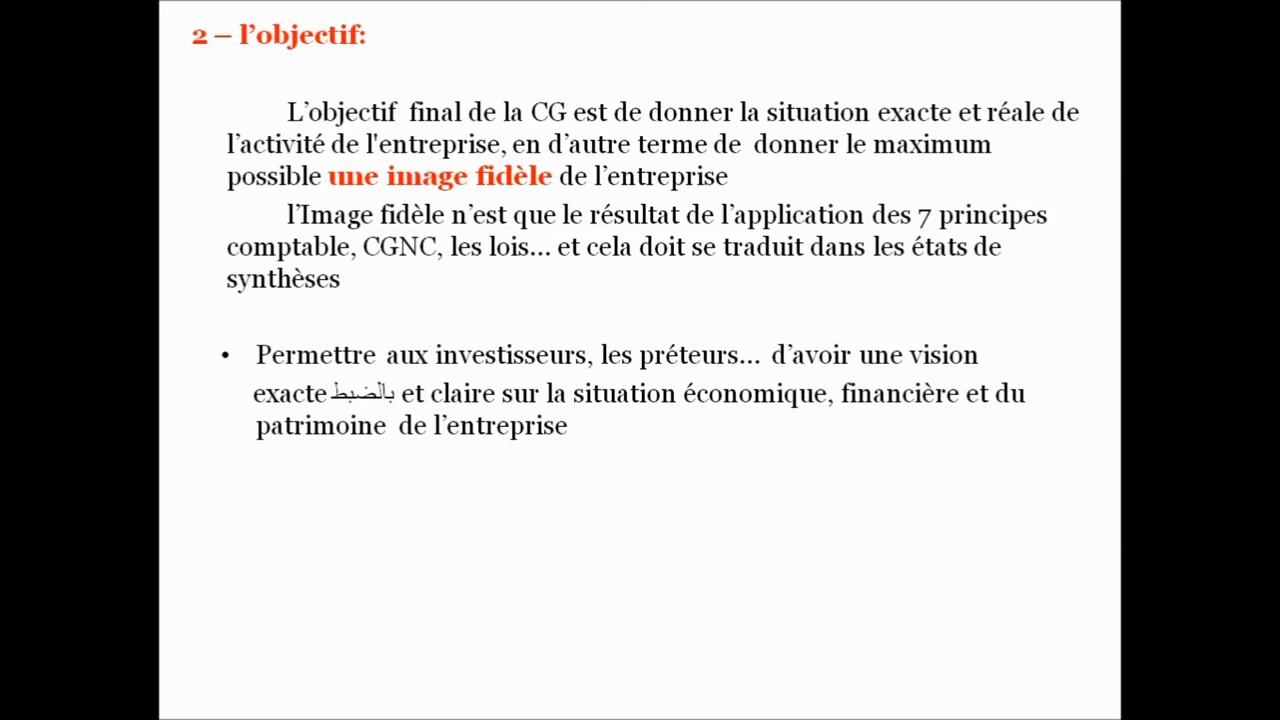 2 – l’objectif:
L’objectif final de la CG est de donner la situation exacte et réale de
l’activité de l'entreprise, en d’autre terme de donner le maximum
possible une image fidèle de l’entreprise
l’Image fidèle n’est que le résultat de l’application des 7 principes
comptable, CGNC, les lois... et cela doit se traduit dans les états de
synthèses
• Permettre aux investisseurs, les préteurs... d’avoir une vision
exacte بالضبط et claire sur la situation économique, financière et du
patrimoine de l’entreprise